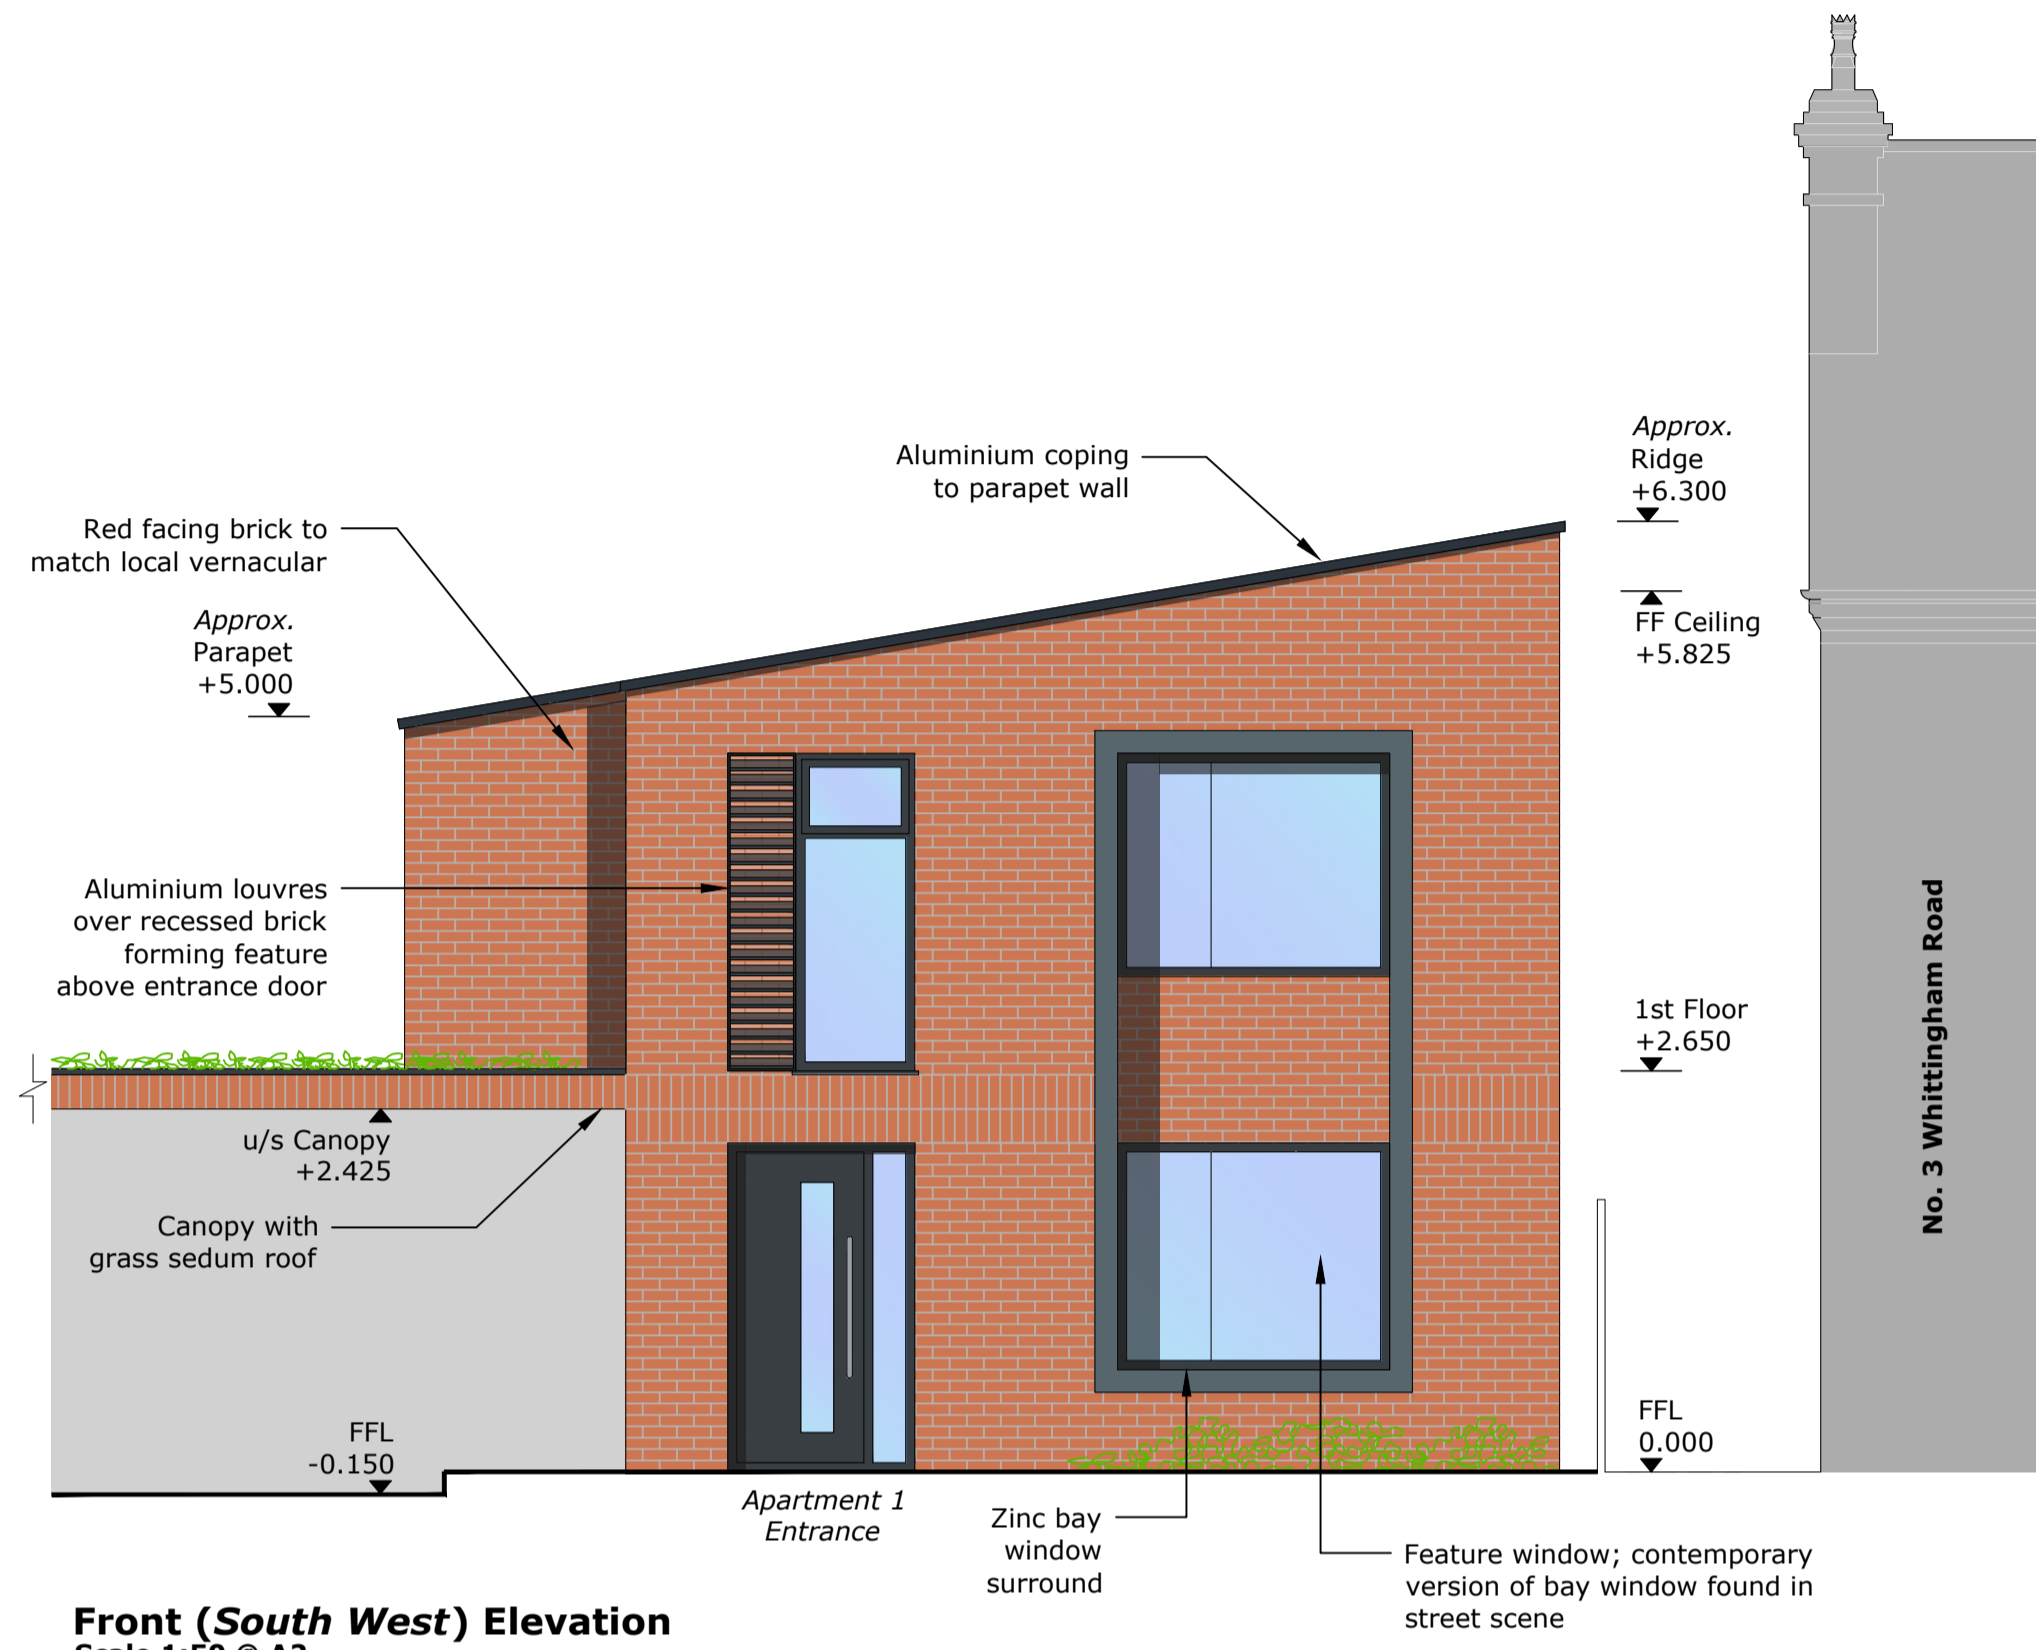 Approx.
Ridge
+6.300
Aluminium coping
to parapet wall
Red facing brick to
match local vernacular
Approx.
Parapet
+5.000
FF Ceiling
+5.825
Aluminium louvres
over recessed brick
forming feature
above entrance door
No. 3 Whittingham Road
1st Floor
+2.650
u/s Canopy
+2.425
Canopy with
grass sedum roof
FFL
-0.150
FFL
0.000
Apartment 1
Entrance
Zinc bay
window
surround
Feature window; contemporary
version of bay window found in
street scene
Front (South West) Elevation